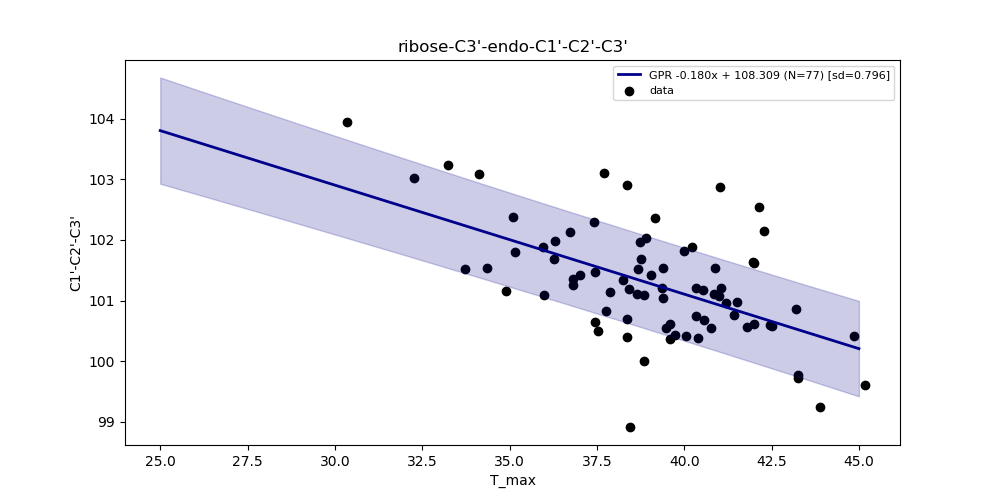 ribose-C3'-endo-C1'-C2'-C3'
GPR -0.180x + 108.309 (N=77) [sd=0.796]
data
104
103
102
101
100
99
C1'-C2'-C3'
25.0 27.5 30.0 32.5 35.0 37.5 40.0 42.5 45.0
T_max